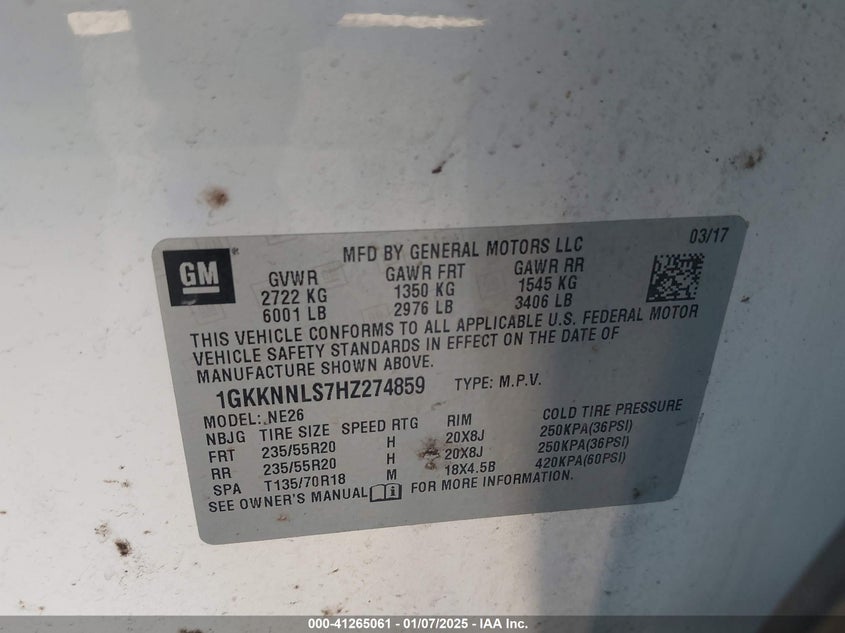 GM
MFD BY GENERAL MOTORS LLC 03/17
GVWR GAWR FRT GAWR RR
2722 KG 1350 KG 1545 KG
6001 LB 2976 LB 3406 LB
THIS VEHICLE CONFORMS TO ALL APPLICABLE U.S. FEDERAL MOTOR
VEHICLE SAFETY STANDARDS IN EFFECT ON THE DATE OF
MANUFACTURE SHOWN ABOVE.
1GKKNNLS7HZ274859 TYPE: M.P.V.
MODEL: NE26
NBJG TIRE SIZE SPEED RTG RIM COLD TIRE PRESSURE
FRT 235/55R20 H 20X8J 250KPA(36PSI)
RR 235/55R20 H 20X8J 250KPA(36PSI)
SPA T135/70R18 M 18X4.5B 420KPA(60PSI)
SEE OWNER'S MANUAL FOR MORE INFORMATION.
000-41265061 - 01/07/2025 - IAA Inc.